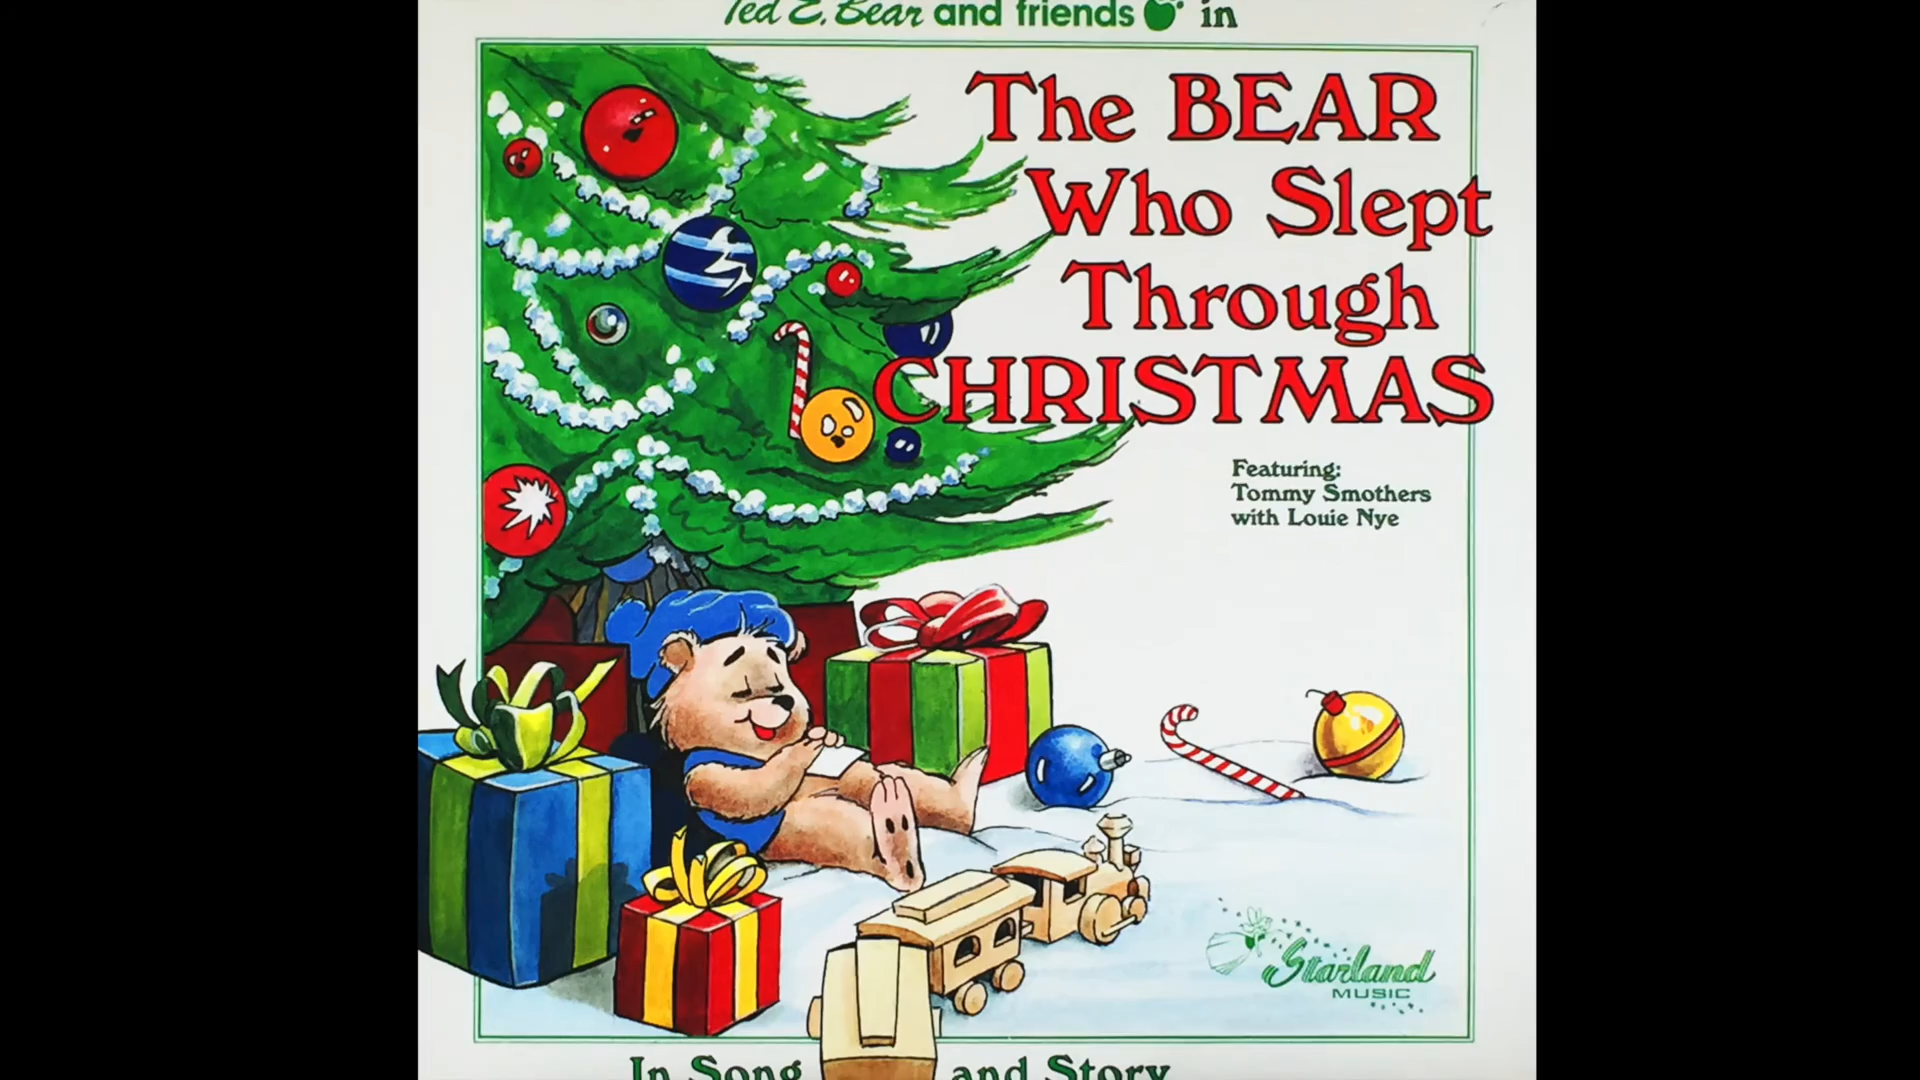 Ted E. Bear and friends in
The BEAR
Who Slept
Through
CHRISTMAS
Featuring:
Tommy Smothers
with Louie Nye
Starland
MUSIC
In Song and Story